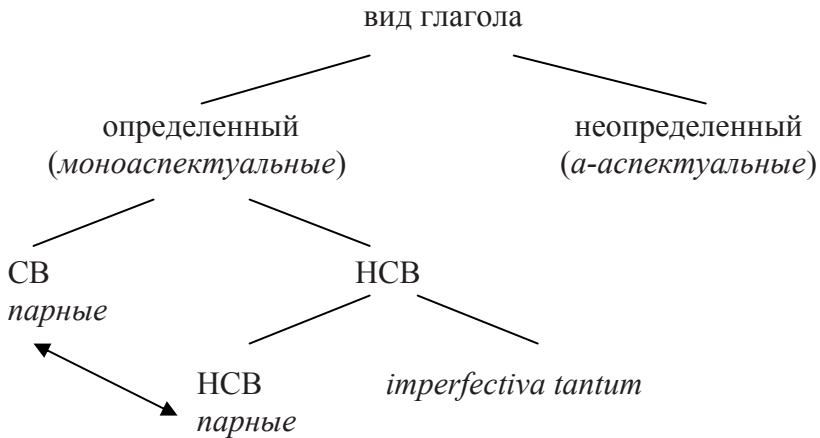 вид глагола
определенный
(моноаспектуальные)
неопределенный
(а-аспектуальные)
СВ
парные
НСВ
НСВ
парные
imperfectiva tantum